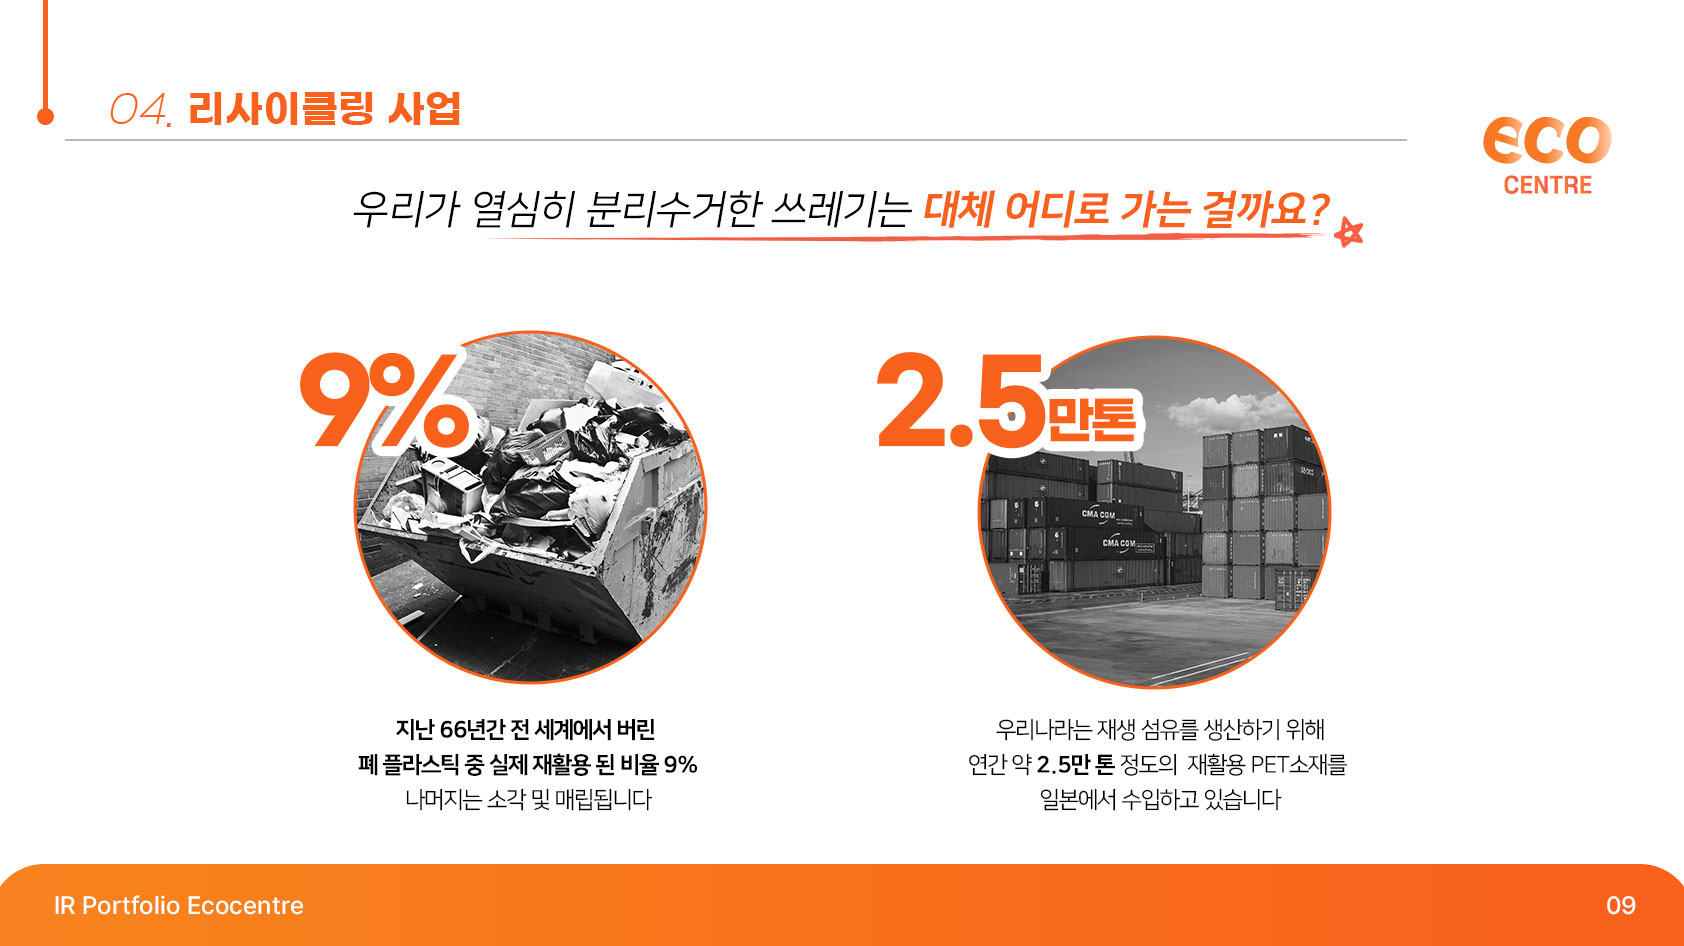 04. 리사이클링 사업
eco
CENTRE
우리가 열심히 분리수거한 쓰레기는 대체 어디로 가는 걸까요?
9%
2.5만톤
CMA CGM
CMA CGM
지난 66년간 전 세계에서 버린
폐 플라스틱 중 실제 재활용 된 비율 9%
나머지는 소각 및 매립됩니다
우리나라는 재생 섬유를 생산하기 위해
연간 약 2.5만 톤 정도의 재활용 PET소재를
일본에서 수입하고 있습니다
IR Portfolio Ecocentre
09